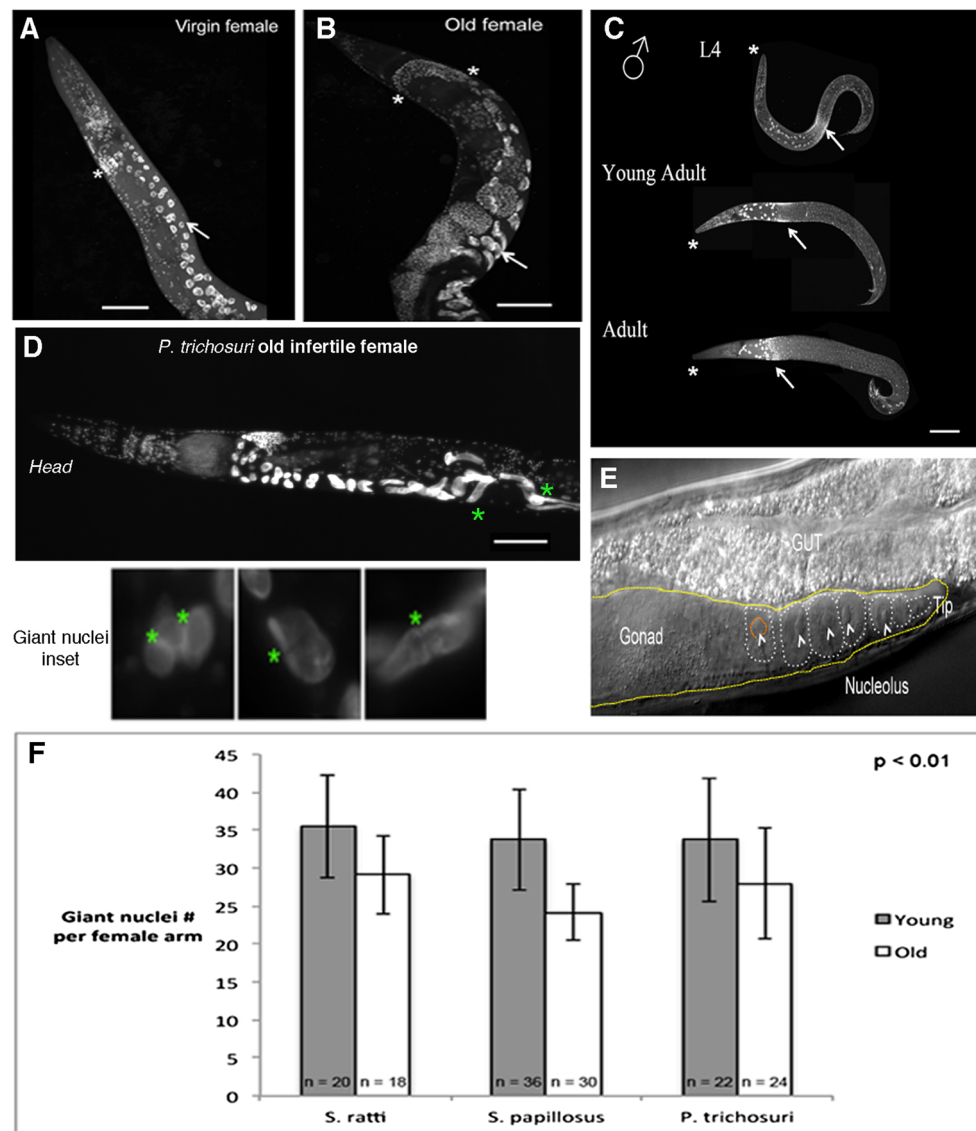 A
Virgin female
*
B
Old female
*
*
C
♂
L4
*
Young Adult
*
Adult
*
D
P. trichosuri old infertile female
Head
*
*
Giant nuclei
inset
*
*
*
*
E
GUT
Tip
Gonad
Nucleolus
F
p < 0.01
45
40
35
30
25
20
15
10
5
0
Giant nuclei #
per female arm
Young
Old
n = 20
n = 18
n = 36
n = 30
n = 22
n = 24
S. ratti
S. papillosus
P. trichosuri